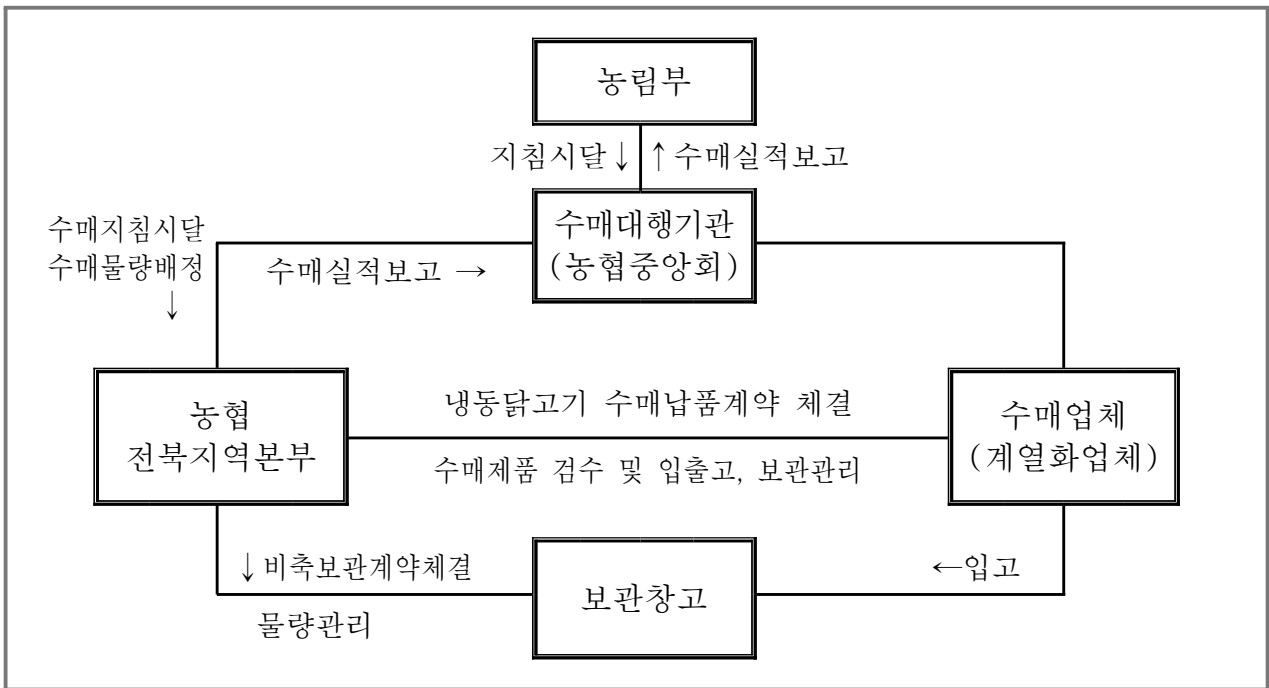 농림부
지침시달↓ ↑수매실적보고
수매대행기관
(농협중앙회)
수매지침시달
수매물량배정
↓
수매실적보고 →
농협
전북지역본부
냉동닭고기 수매납품계약 체결
수매제품 검수 및 입출고, 보관관리
수매업체
(계열화업체)
↓비축보관계약체결
물량관리
보관창고
←입고